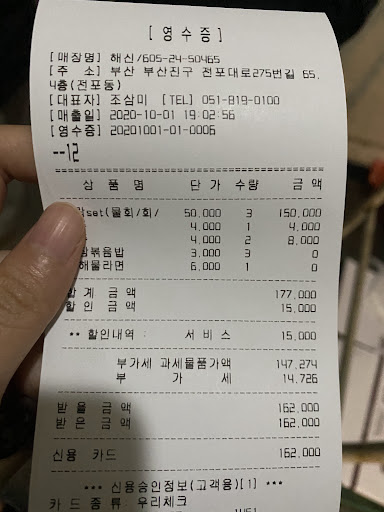 [ 영수증 ]
[매장명] 해신/605-24-50465
[주 소] 부산 부산진구 전포대로275번길 65,
4층(전포동)
[대표자] 조삼미 [TEL] 051-819-0100
[매출일] 2020-10-01 19:02:56
[영수증] 20201001-01-0006
--12
상 품 명 단 가 수량 금 액
set(물회/회/ 50,000 3 150,000
4,000 1 4,000
4,000 2 8,000
볶음밥 3,000 3 0
해물라면 6,000 1 0
합 계 금 액 177,000
할 인 금 액 15,000
** 할인내역 : 서 비 스 15,000
부가세 과세물품가액 147,274
부 가 세 14,726
받 을 금 액 162,000
받 은 금 액 162,000
신용 카드 162,000
*** 신용승인정보(고객용)[1] ***
카 드 종 류 : 우리체크